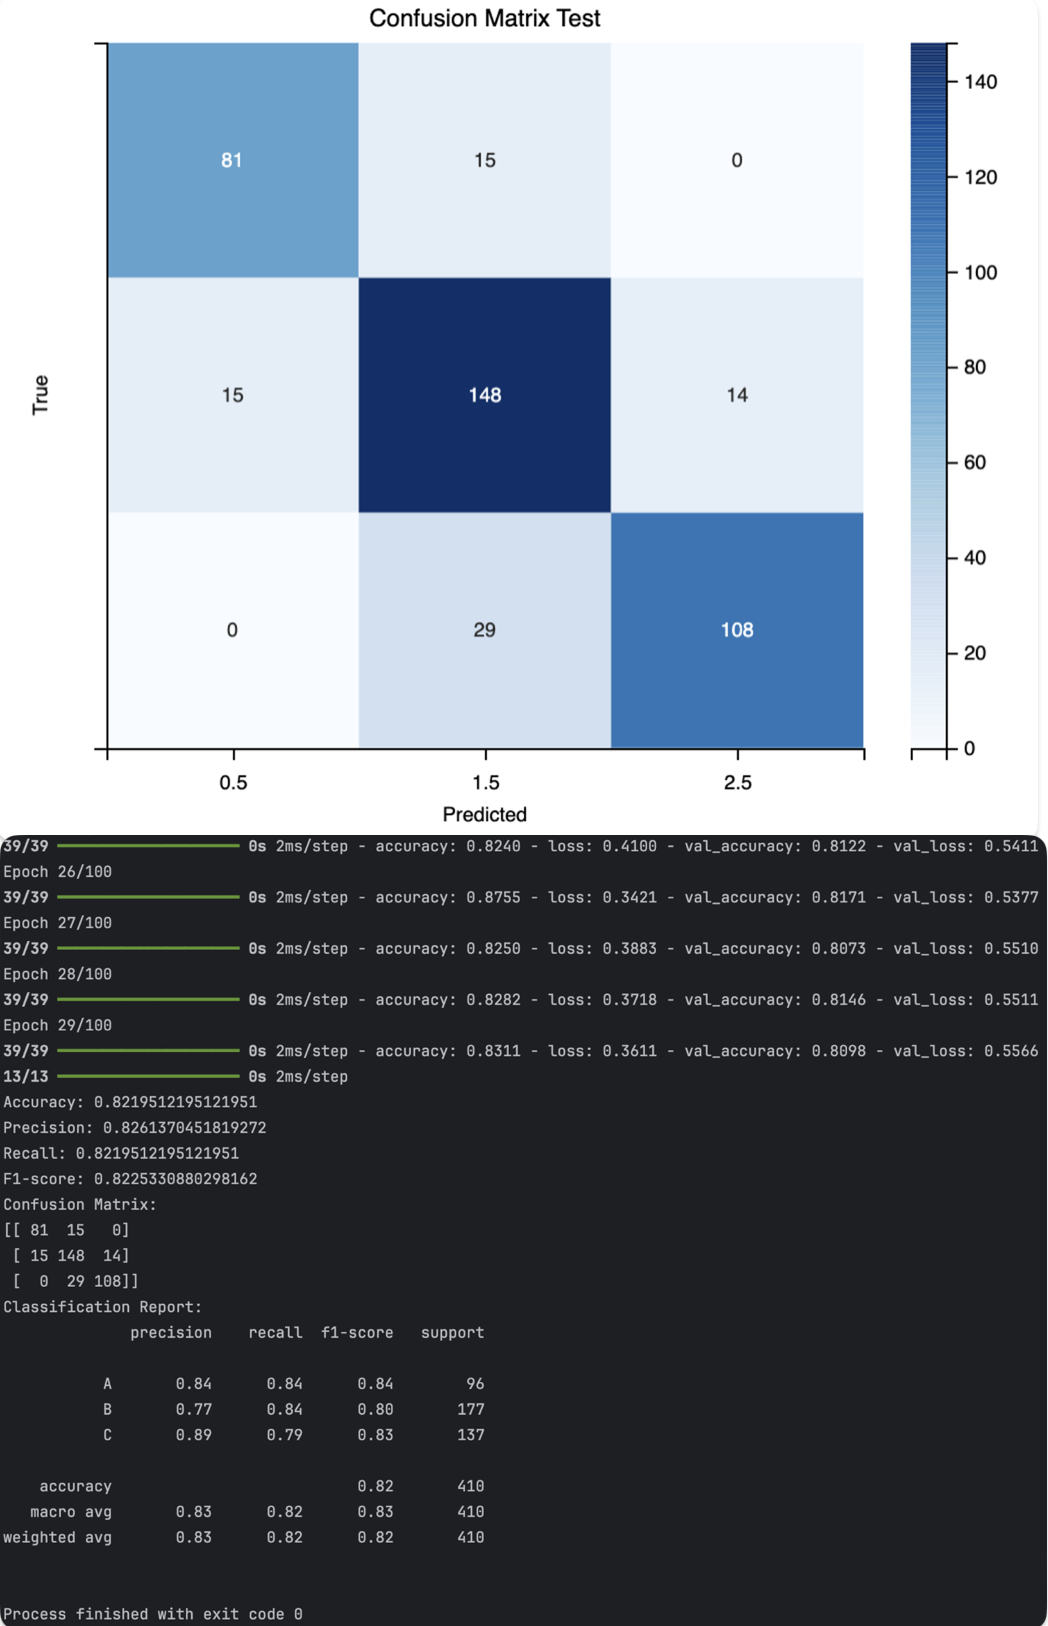 Confusion Matrix Test
81 15 0
15 148 14
0 29 108
True
0.5 1.5 2.5
Predicted
140
120
100
80
60
40
20
0
39/39 0s 2ms/step - accuracy: 0.8240 - loss: 0.4100 - val_accuracy: 0.8122 - val_loss: 0.5411
Epoch 26/100
39/39 0s 2ms/step - accuracy: 0.8755 - loss: 0.3421 - val_accuracy: 0.8171 - val_loss: 0.5377
Epoch 27/100
39/39 0s 2ms/step - accuracy: 0.8250 - loss: 0.3883 - val_accuracy: 0.8073 - val_loss: 0.5510
Epoch 28/100
39/39 0s 2ms/step - accuracy: 0.8282 - loss: 0.3718 - val_accuracy: 0.8146 - val_loss: 0.5511
Epoch 29/100
39/39 0s 2ms/step - accuracy: 0.8311 - loss: 0.3611 - val_accuracy: 0.8098 - val_loss: 0.5566
13/13 0s 2ms/step
Accuracy: 0.8219512195121951
Precision: 0.8261370451819272
Recall: 0.8219512195121951
F1-score: 0.8225330880298162
Confusion Matrix:
[[ 81  15   0]
 [ 15 148  14]
 [  0  29 108]]
Classification Report:
precision recall f1-score support
A 0.84 0.84 0.84 96
B 0.77 0.84 0.80 177
C 0.89 0.79 0.83 137
accuracy 0.82 410
macro avg 0.83 0.82 0.83 410
weighted avg 0.83 0.82 0.82 410
Process finished with exit code 0